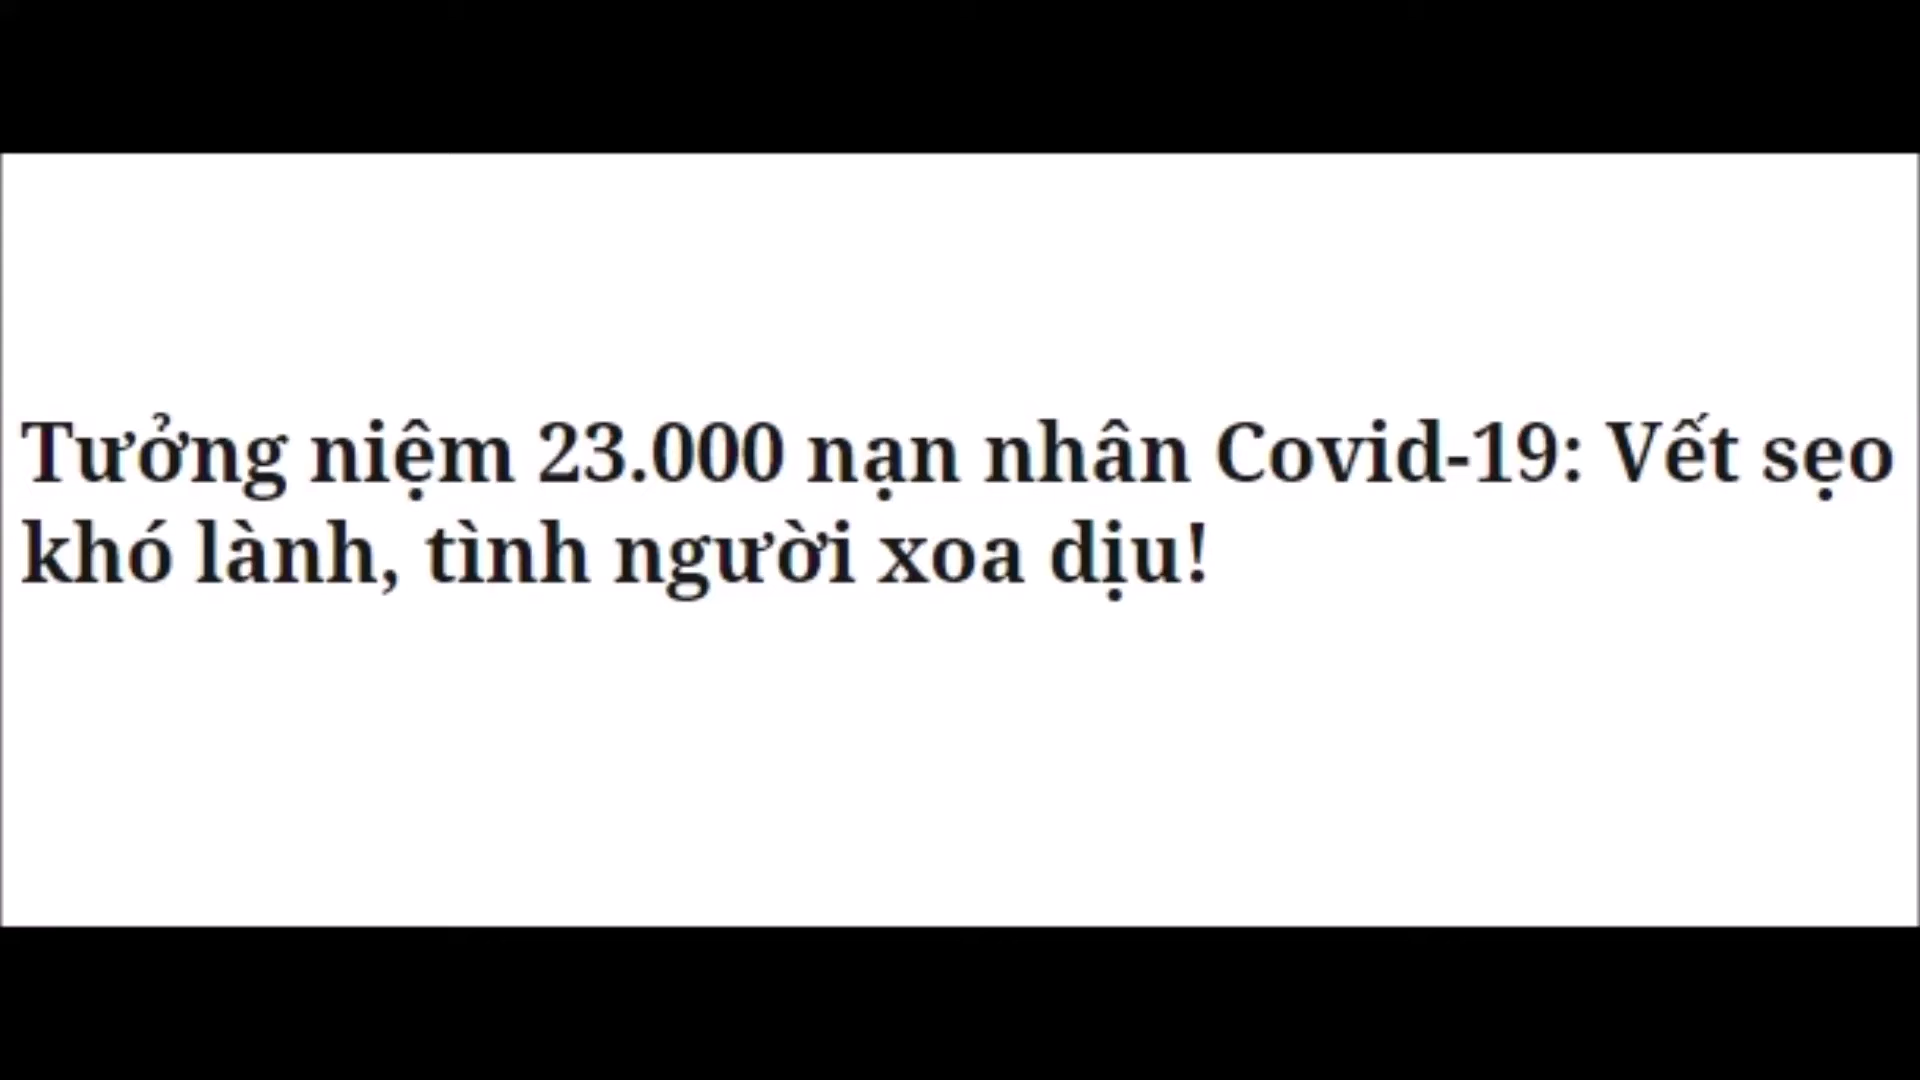 Tưởng niệm 23.000 nạn nhân Covid-19: Vết sẹo
khó lành, tình người xoa dịu!